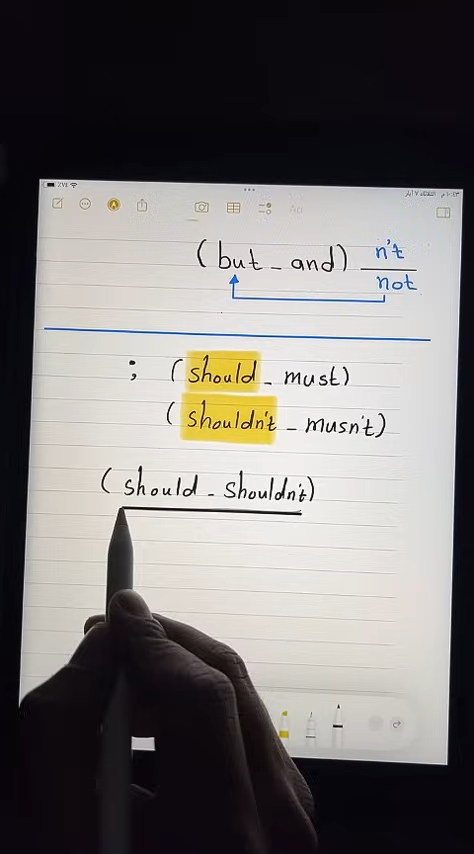 (but - and) n't
not
; (should - must)
(shouldn't - musn't)
(should - shouldn't)